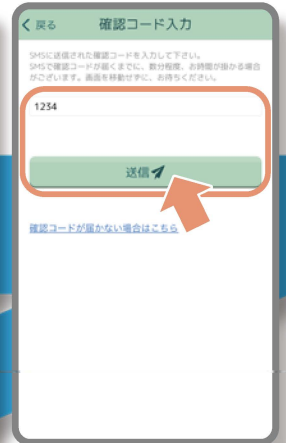 戻る 確認コード入力
SMSに送信された確認コードを入力して下さい。
SMSで確認コードが届くまでに、数分程度、お時間が掛かる場合
がございます。画面を移動せずに、お待ちください。
1234
送信
確認コードが届かない場合はこちら